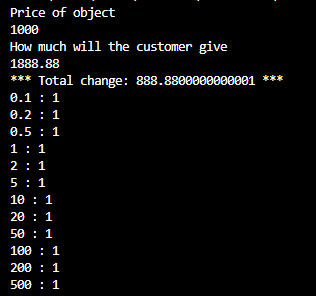 Price of object
1000
How much will the customer give
1888.88
*** Total change: 888.8800000000001 ***
0.1 : 1
0.2 : 1
0.5 : 1
1 : 1
2 : 1
5 : 1
10 : 1
20 : 1
50 : 1
100 : 1
200 : 1
500 : 1